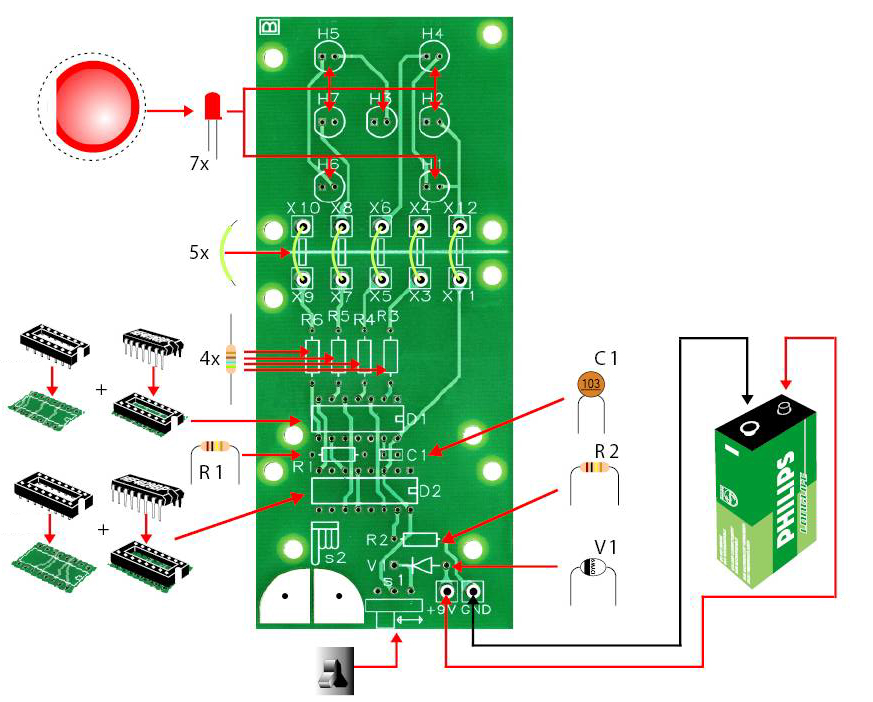 B
H5 H4
H7 H3 H2
7x
H6 H1
X10 X8 X6 X4 X12
5x
X9 X7 X5 X3 X11
R6 R5 R4 R3
4x
C1
103
+
D1
R1
R1
C1
R2
PHILIPS
LONGLIFE
D2
+
R2
s2
V1
V
s1
+9V GND